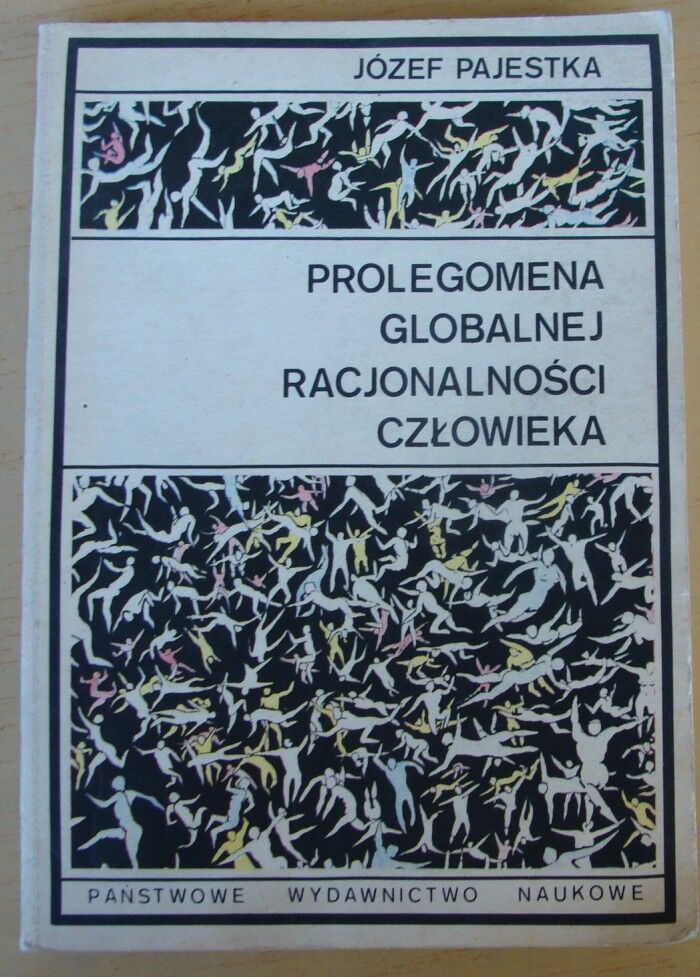 JÓZEF PAJESTKA
PROLEGOMENA
GLOBALNEJ
RACJONALNOŚCI
CZŁOWIEKA
PAŃSTWOWE WYDAWNICTWO NAUKOWE